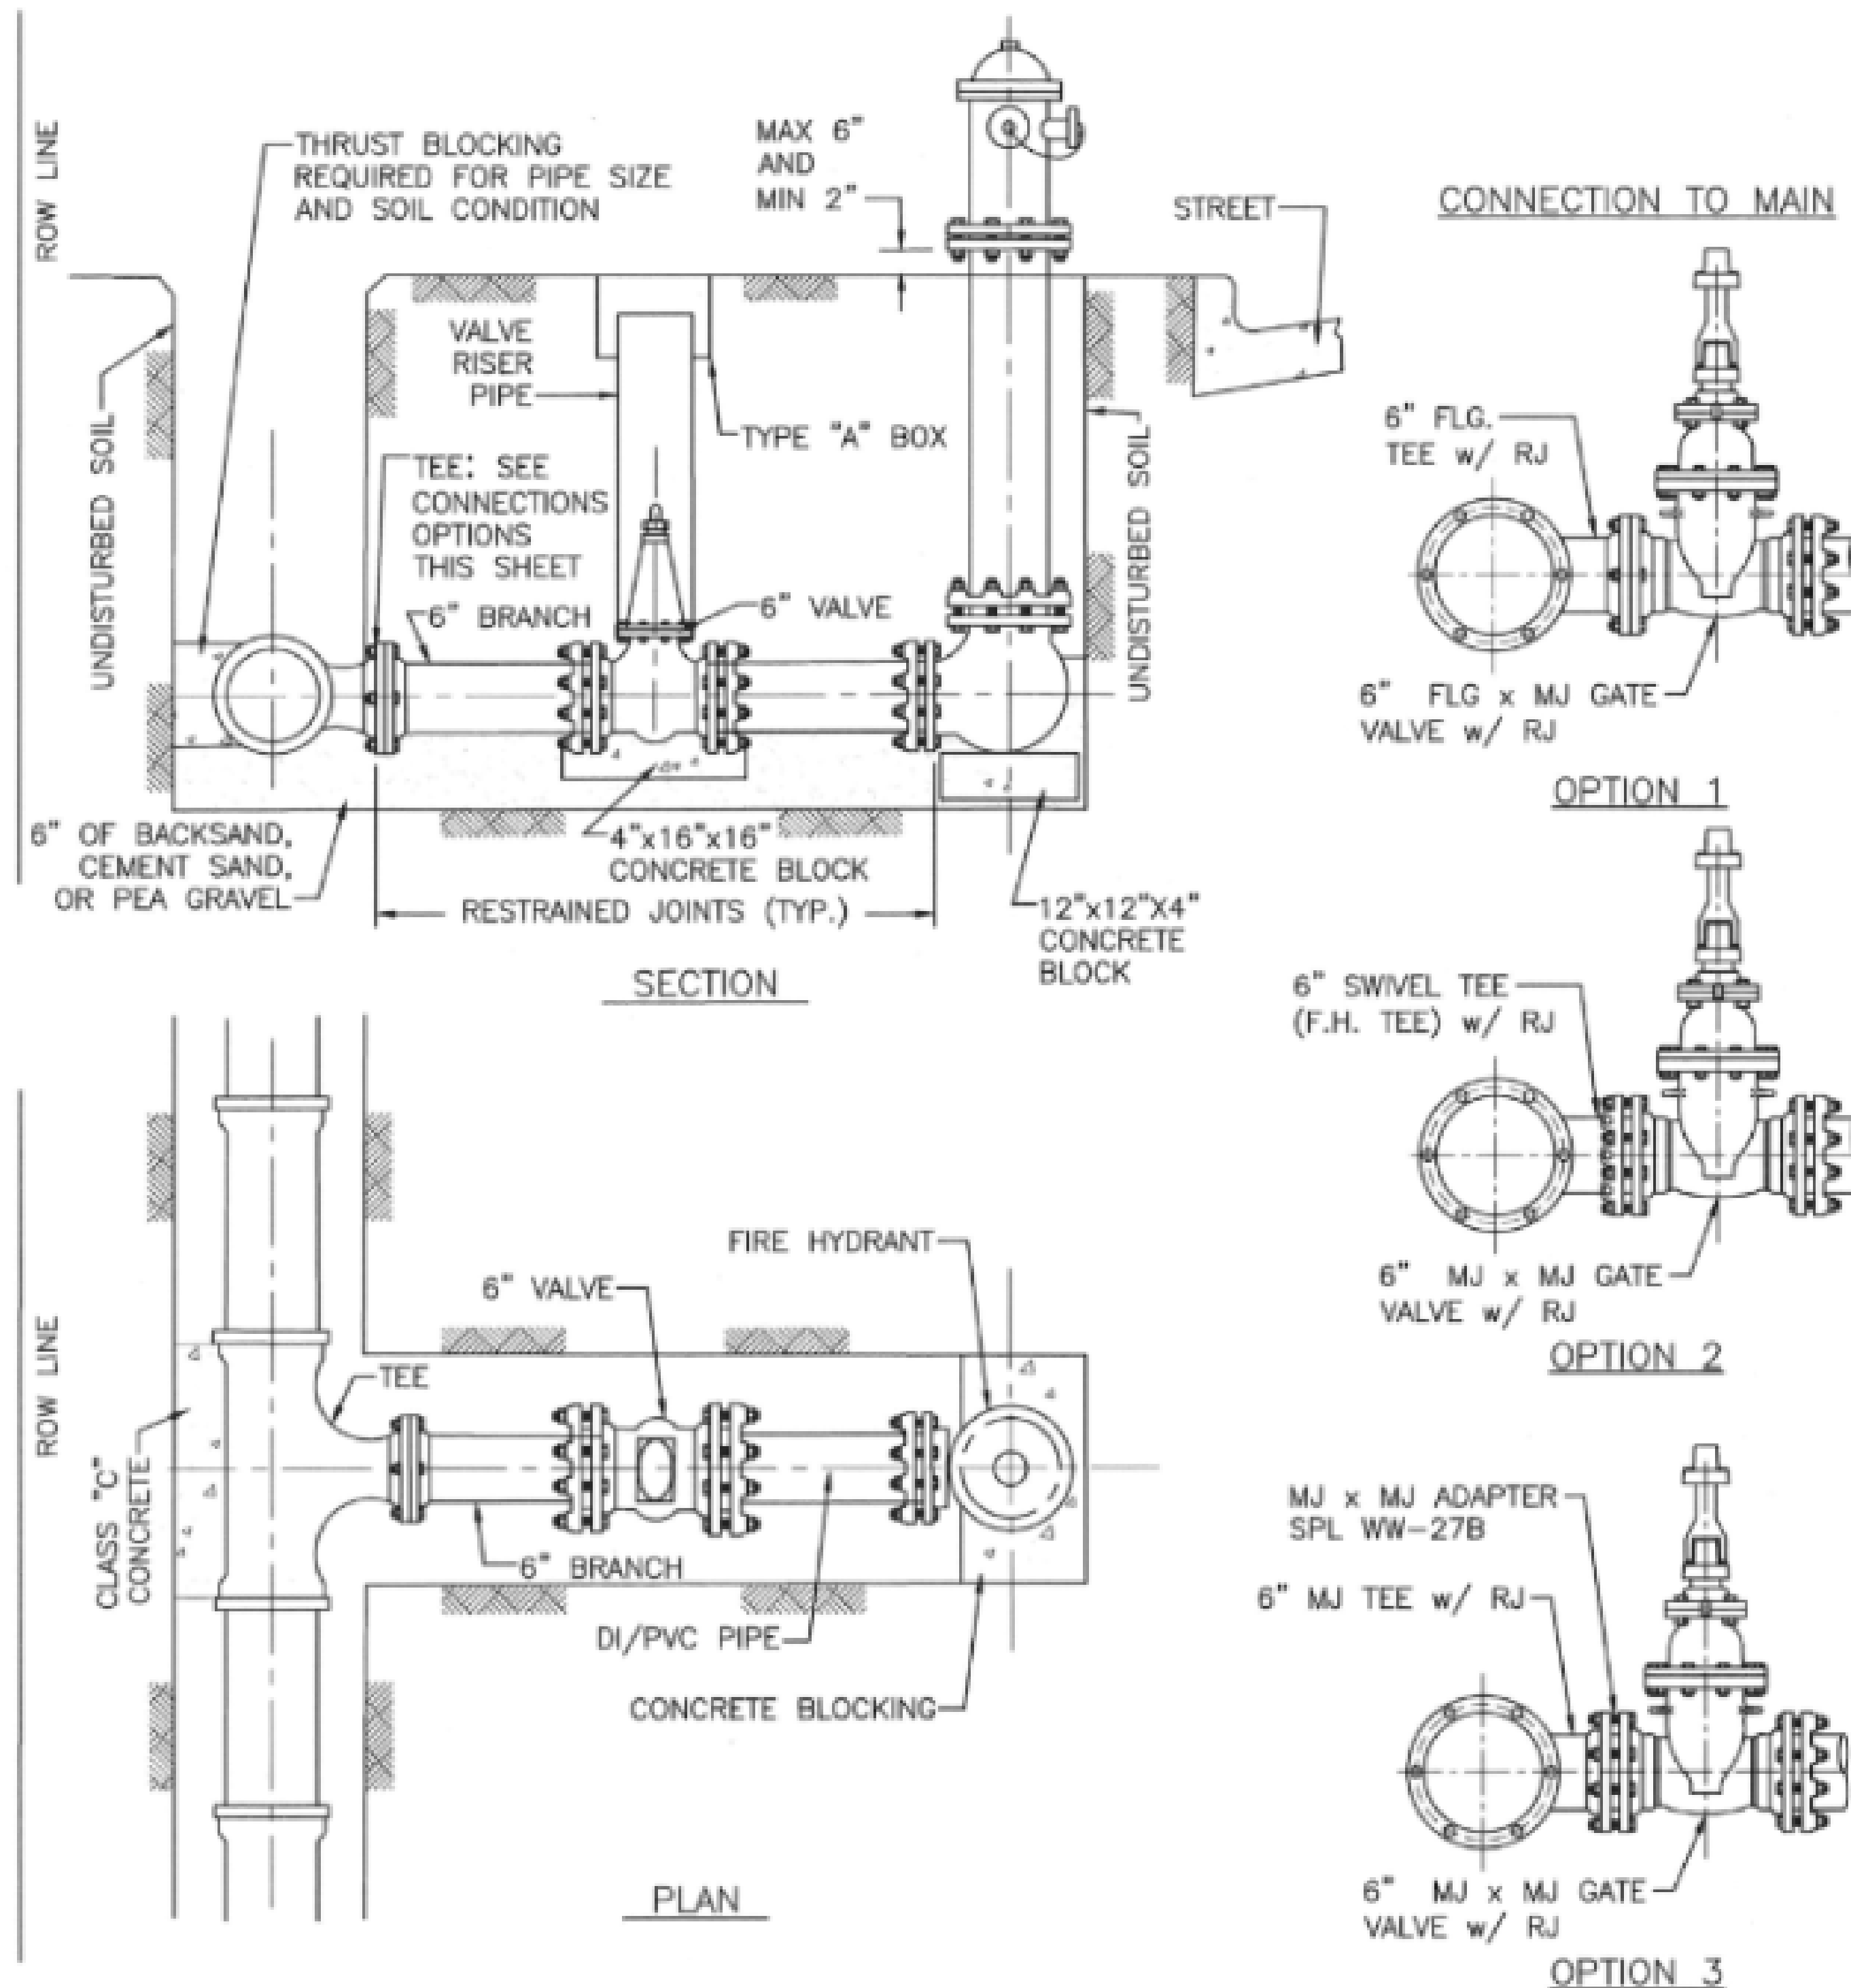 ROW LINE
THRUST BLOCKING
REQUIRED FOR PIPE SIZE
AND SOIL CONDITION
MAX 6"
AND
MIN 2"
STREET
UNDISTURBED SOIL
VALVE
RISER
PIPE
TYPE "A" BOX
TEE: SEE
CONNECTIONS
OPTIONS
THIS SHEET
6" BRANCH
6" VALVE
UNDISTURBED SOIL
6" OF BACKSAND,
CEMENT SAND,
OR PEA GRAVEL
4"x16"x16"
CONCRETE BLOCK
RESTRAINED JOINTS (TYP.)
12"x12"X4"
CONCRETE
BLOCK
SECTION
ROW LINE
CLASS "C"
CONCRETE
TEE
6" VALVE
FIRE HYDRANT
6" BRANCH
DI/PVC PIPE
CONCRETE BLOCKING
PLAN
CONNECTION TO MAIN
6" FLG.
TEE w/ RJ
6" FLG x MJ GATE
VALVE w/ RJ
OPTION 1
6" SWIVEL TEE
(F.H. TEE) w/ RJ
6" MJ x MJ GATE
VALVE w/ RJ
OPTION 2
MJ x MJ ADAPTER
SPL WW-27B
6" MJ TEE w/ RJ
6" MJ x MJ GATE
VALVE w/ RJ
OPTION 3